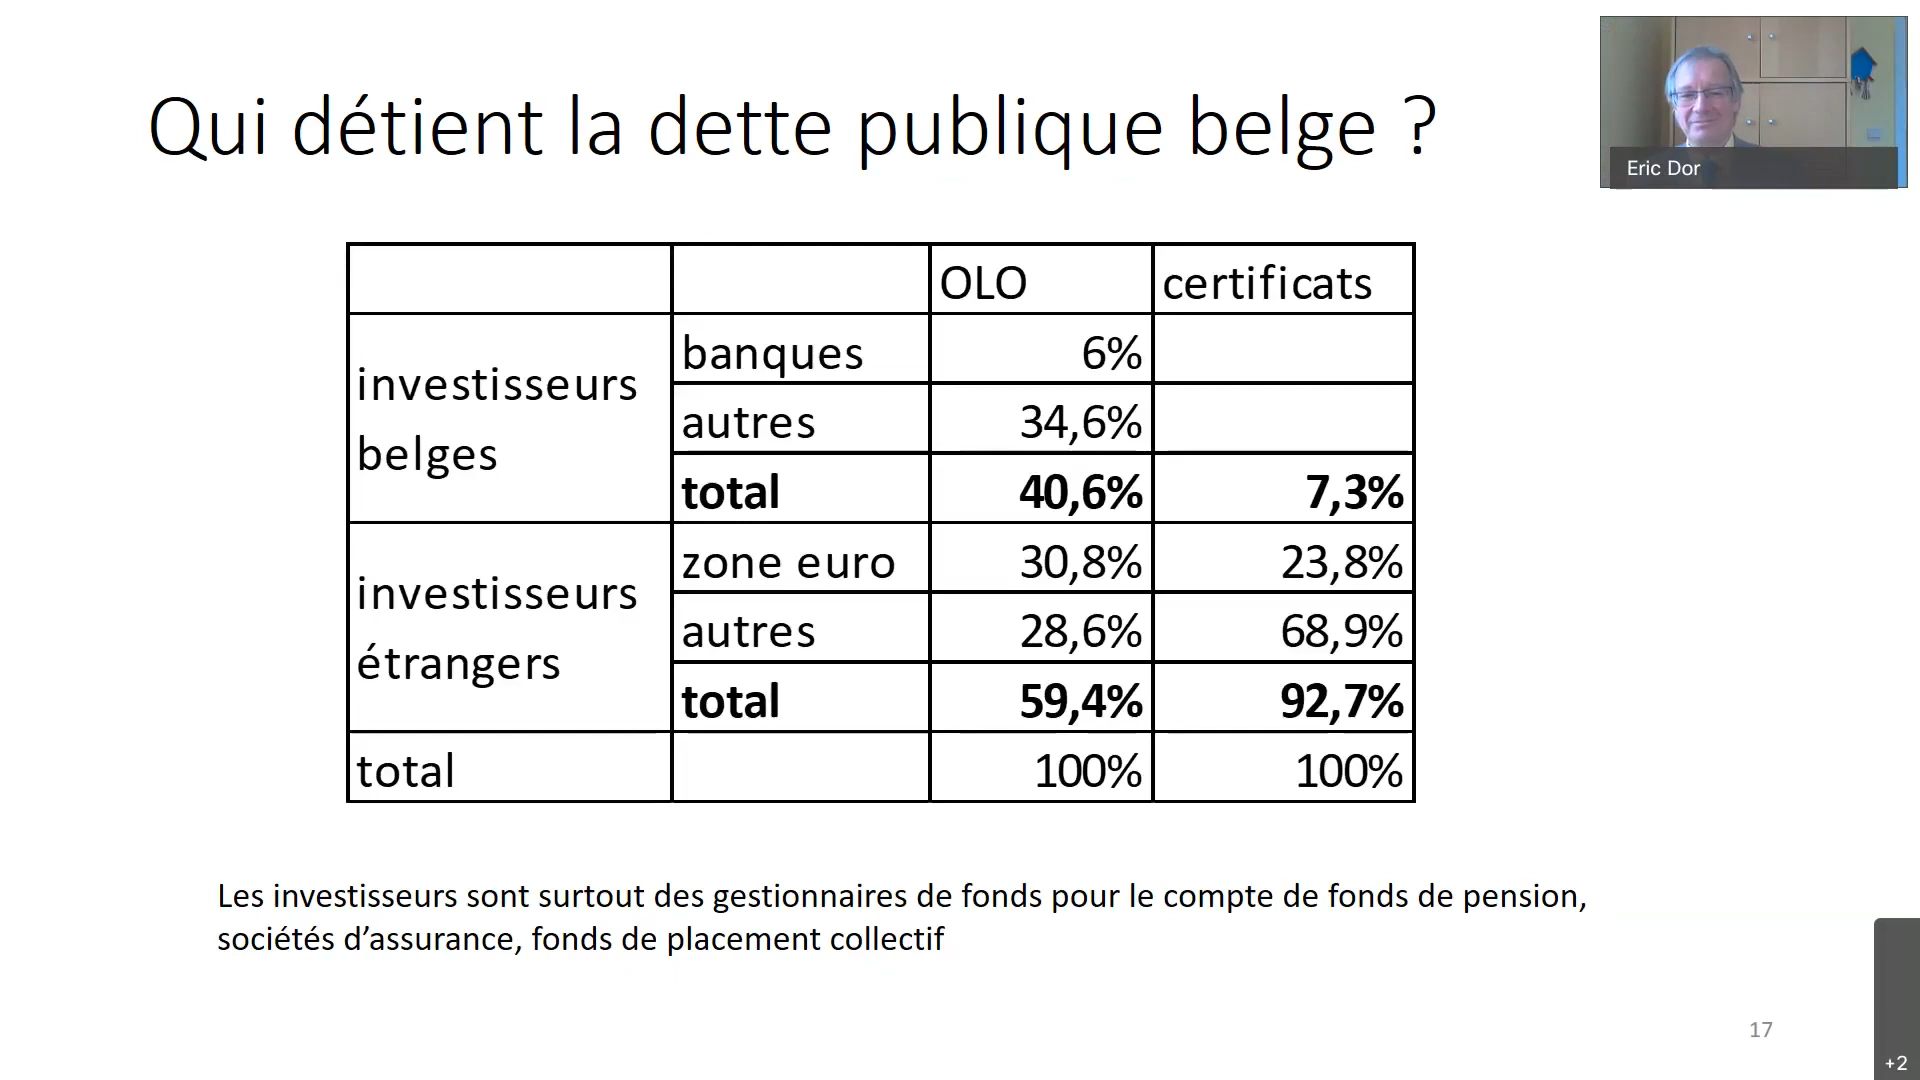 Qui détient la dette publique belge ?
Eric Dor
OLO certificats
investisseurs belges
banques 6%
autres 34,6%
total 40,6% 7,3%
investisseurs étrangers
zone euro 30,8% 23,8%
autres 28,6% 68,9%
total 59,4% 92,7%
total 100% 100%
Les investisseurs sont surtout des gestionnaires de fonds pour le compte de fonds de pension,
sociétés d’assurance, fonds de placement collectif
17
+2